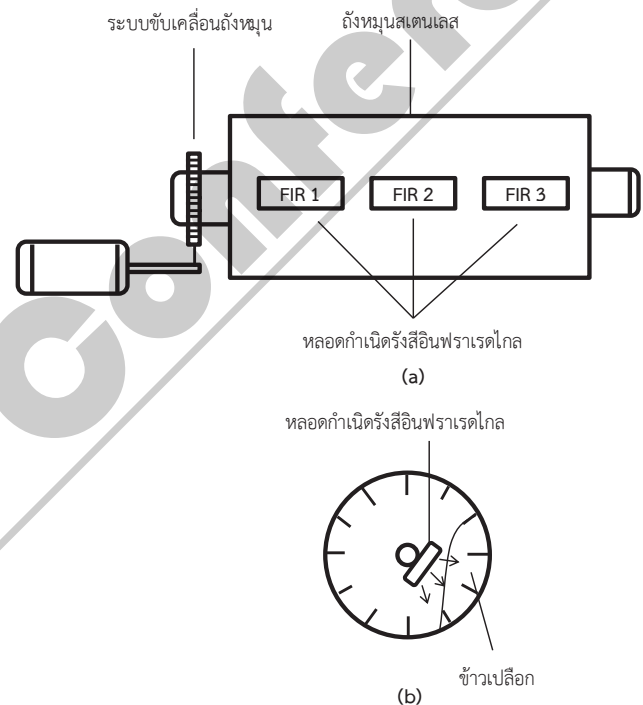 ระบบขับเคลื่อนถังหมุน ถังหมุนสเตนเลส
FIR 1 FIR 2 FIR 3
หลอดกำเนิดรังสีอินฟราเรดไกล
(a)
หลอดกำเนิดรังสีอินฟราเรดไกล
ข้าวเปลือก
(b)
Confere